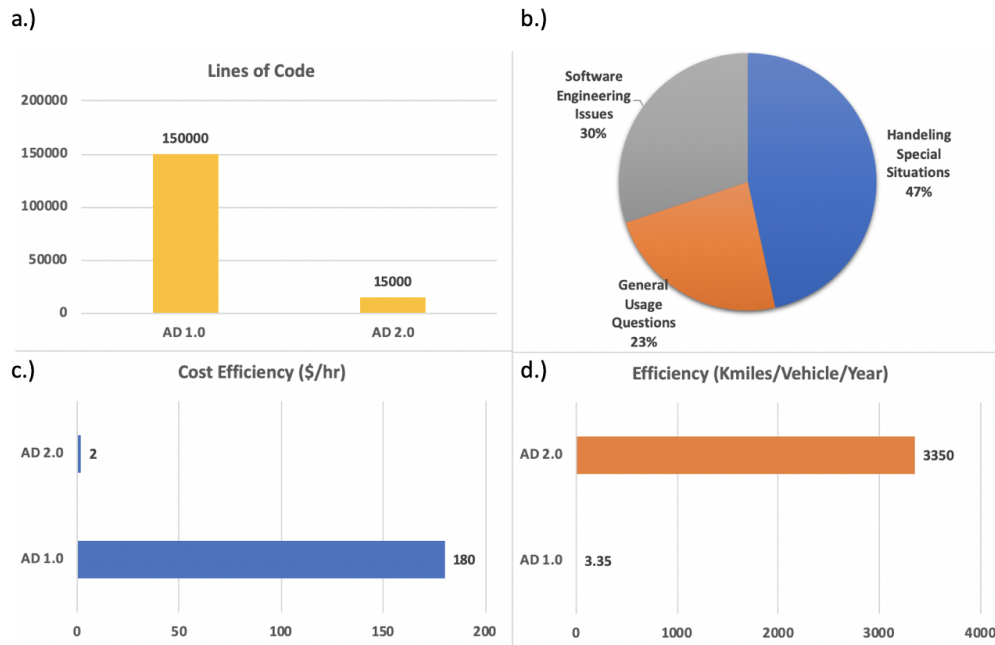 a.)
Lines of Code
200000
150000
100000
50000
0
150000
15000
AD 1.0
AD 2.0
b.)
Software
Engineering
Issues
30%
Handeling
Special
Situations
47%
General
Usage
Questions
23%
c.)
Cost Efficiency ($/hr)
AD 2.0
2
AD 1.0
180
0
50
100
150
200
d.)
Efficiency (Kmiles/Vehicle/Year)
AD 2.0
3350
AD 1.0
3.35
0
1000
2000
3000
4000